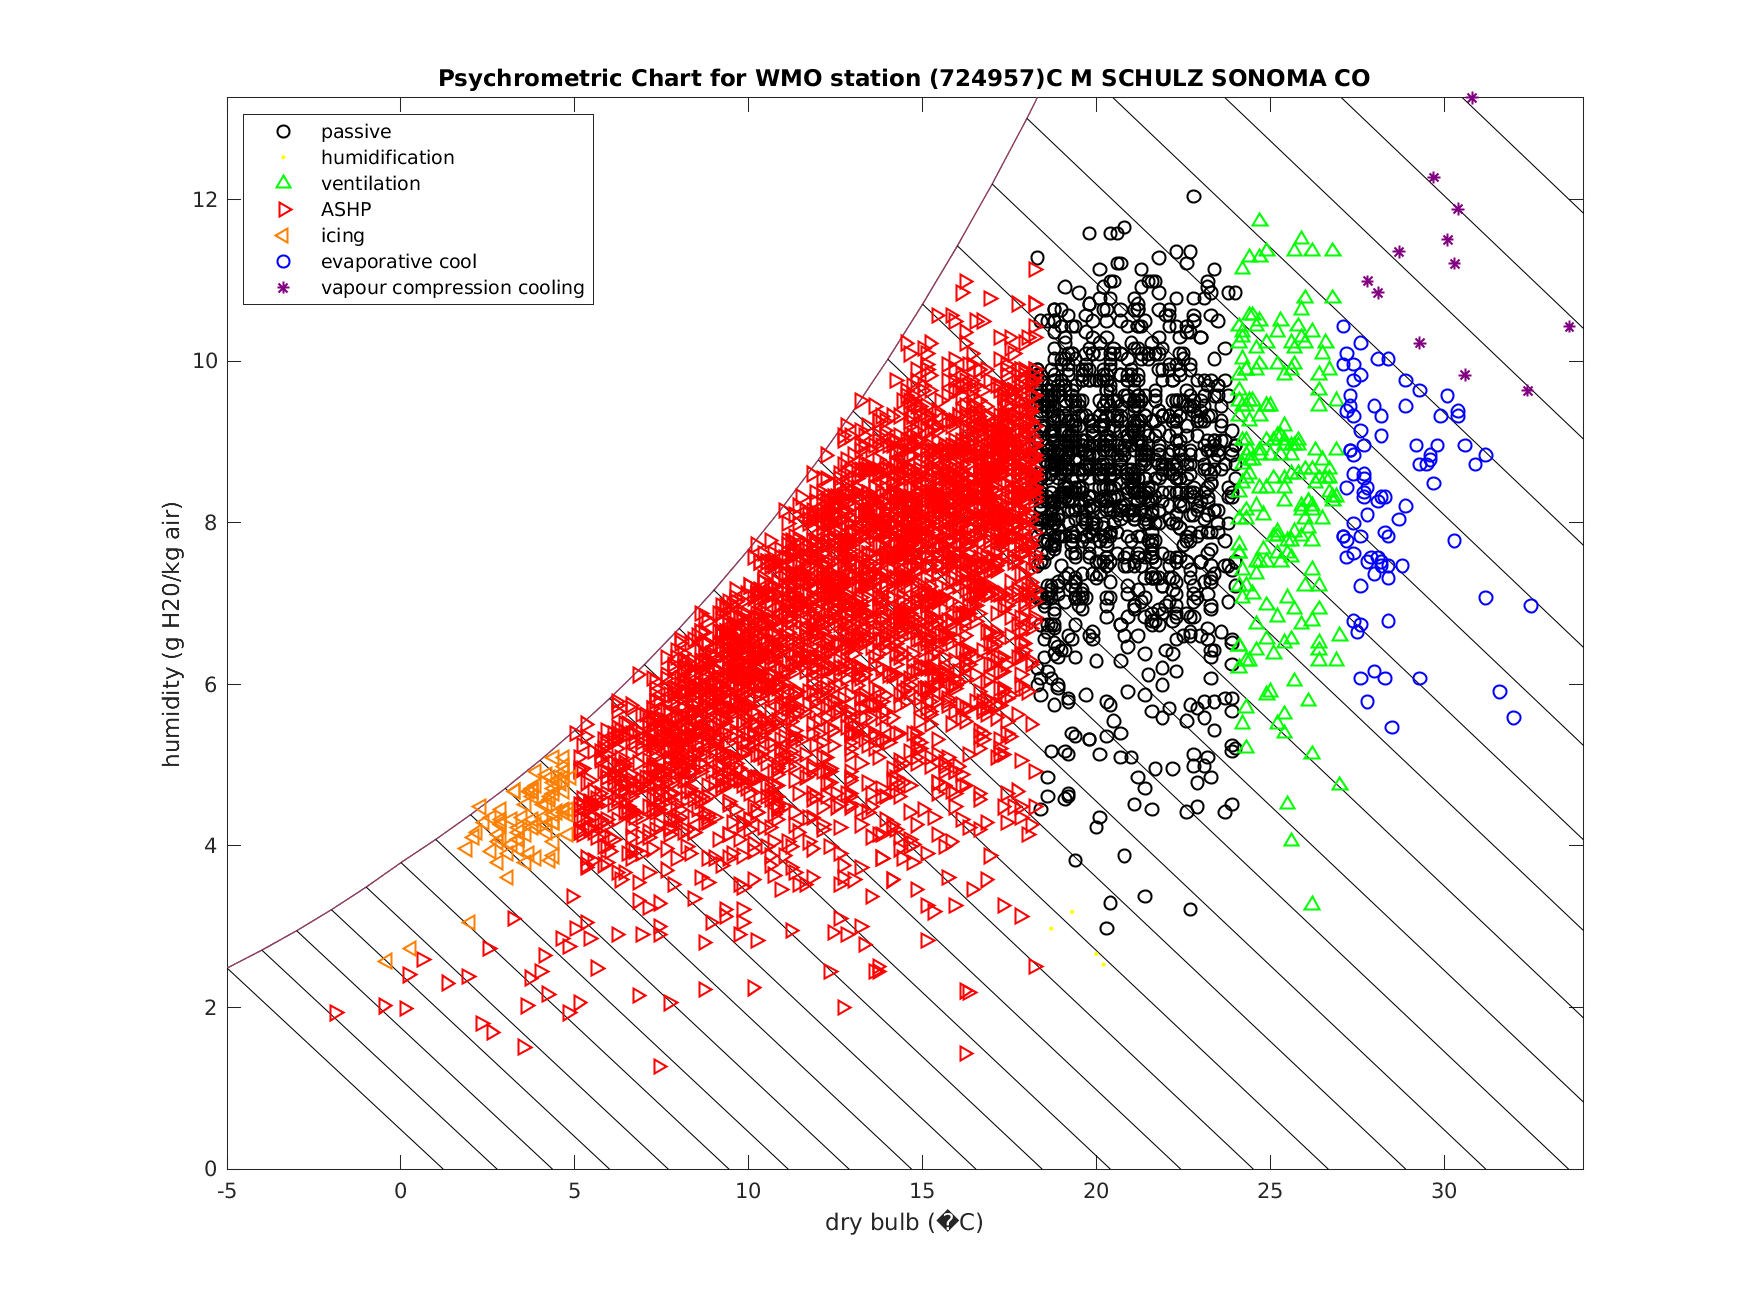 Psychrometric Chart for WMO station (724957)C M SCHULZ SONOMA CO
passive
humidification
ventilation
ASHP
icing
evaporative cool
vapour compression cooling
humidity (g H20/kg air)
12
10
8
6
4
2
0
-5 0 5 10 15 20 25 30
dry bulb (�C)